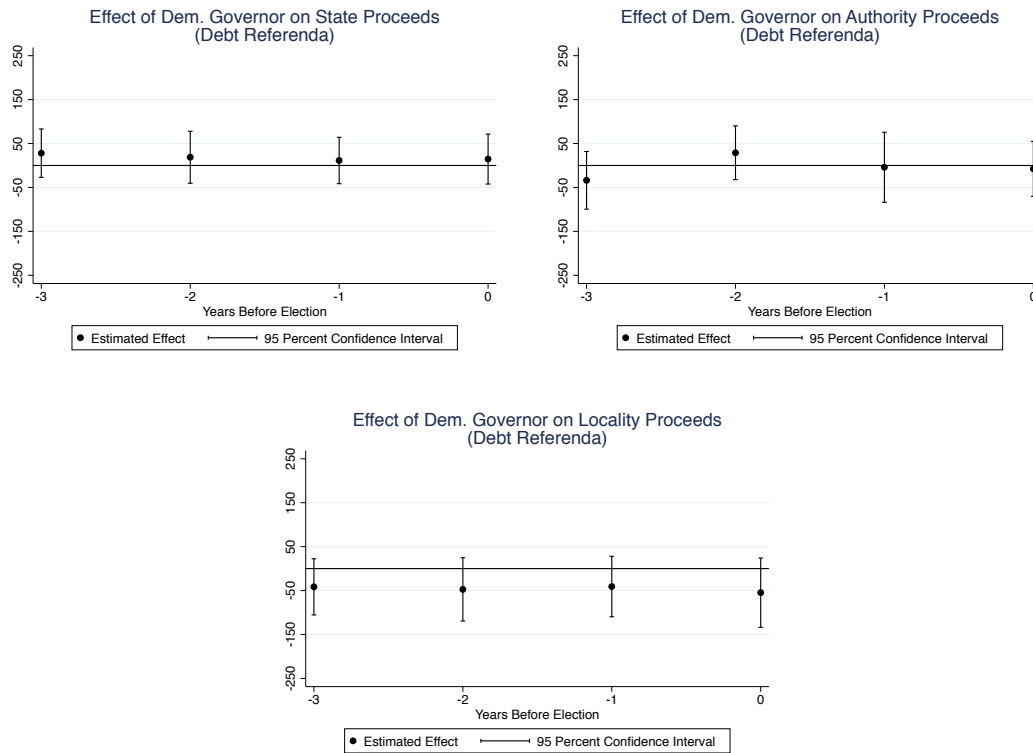 Effect of Dem. Governor on State Proceeds
(Debt Referenda)
250
150
50
-50
-150
-250
-3
-2
-1
0
Years Before Election
Estimated Effect
95 Percent Confidence Interval
Effect of Dem. Governor on Authority Proceeds
(Debt Referenda)
250
150
50
-50
-150
-250
-3
-2
-1
0
Years Before Election
Estimated Effect
95 Percent Confidence Interval
Effect of Dem. Governor on Locality Proceeds
(Debt Referenda)
250
150
50
-50
-150
-250
-3
-2
-1
0
Years Before Election
Estimated Effect
95 Percent Confidence Interval